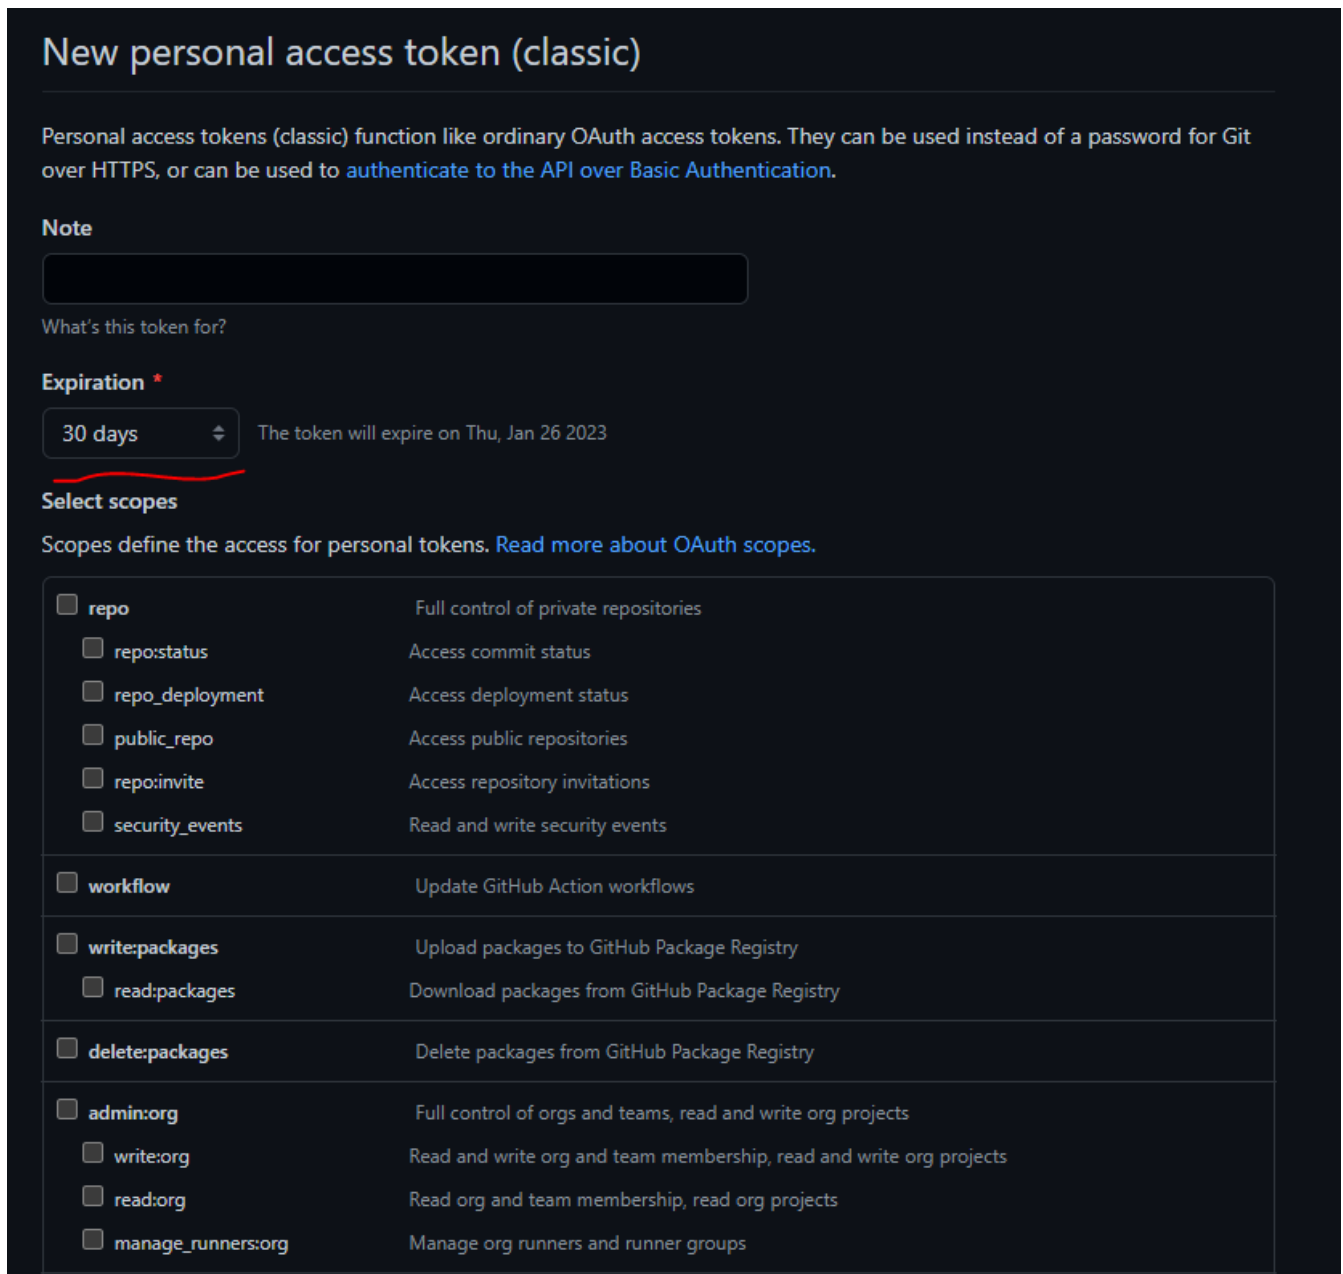 New personal access token (classic)
Personal access tokens (classic) function like ordinary OAuth access tokens. They can be used instead of a password for Git
over HTTPS, or can be used to authenticate to the API over Basic Authentication.
Note
What's this token for?
Expiration *
30 days The token will expire on Thu, Jan 26 2023
Select scopes
Scopes define the access for personal tokens. Read more about OAuth scopes.
repo Full control of private repositories
repo:status Access commit status
repo_deployment Access deployment status
public_repo Access public repositories
repo:invite Access repository invitations
security_events Read and write security events
workflow Update GitHub Action workflows
write:packages Upload packages to GitHub Package Registry
read:packages Download packages from GitHub Package Registry
delete:packages Delete packages from GitHub Package Registry
admin:org Full control of orgs and teams, read and write org projects
write:org Read and write org and team membership, read and write org projects
read:org Read org and team membership, read org projects
manage_runners:org Manage org runners and runner groups